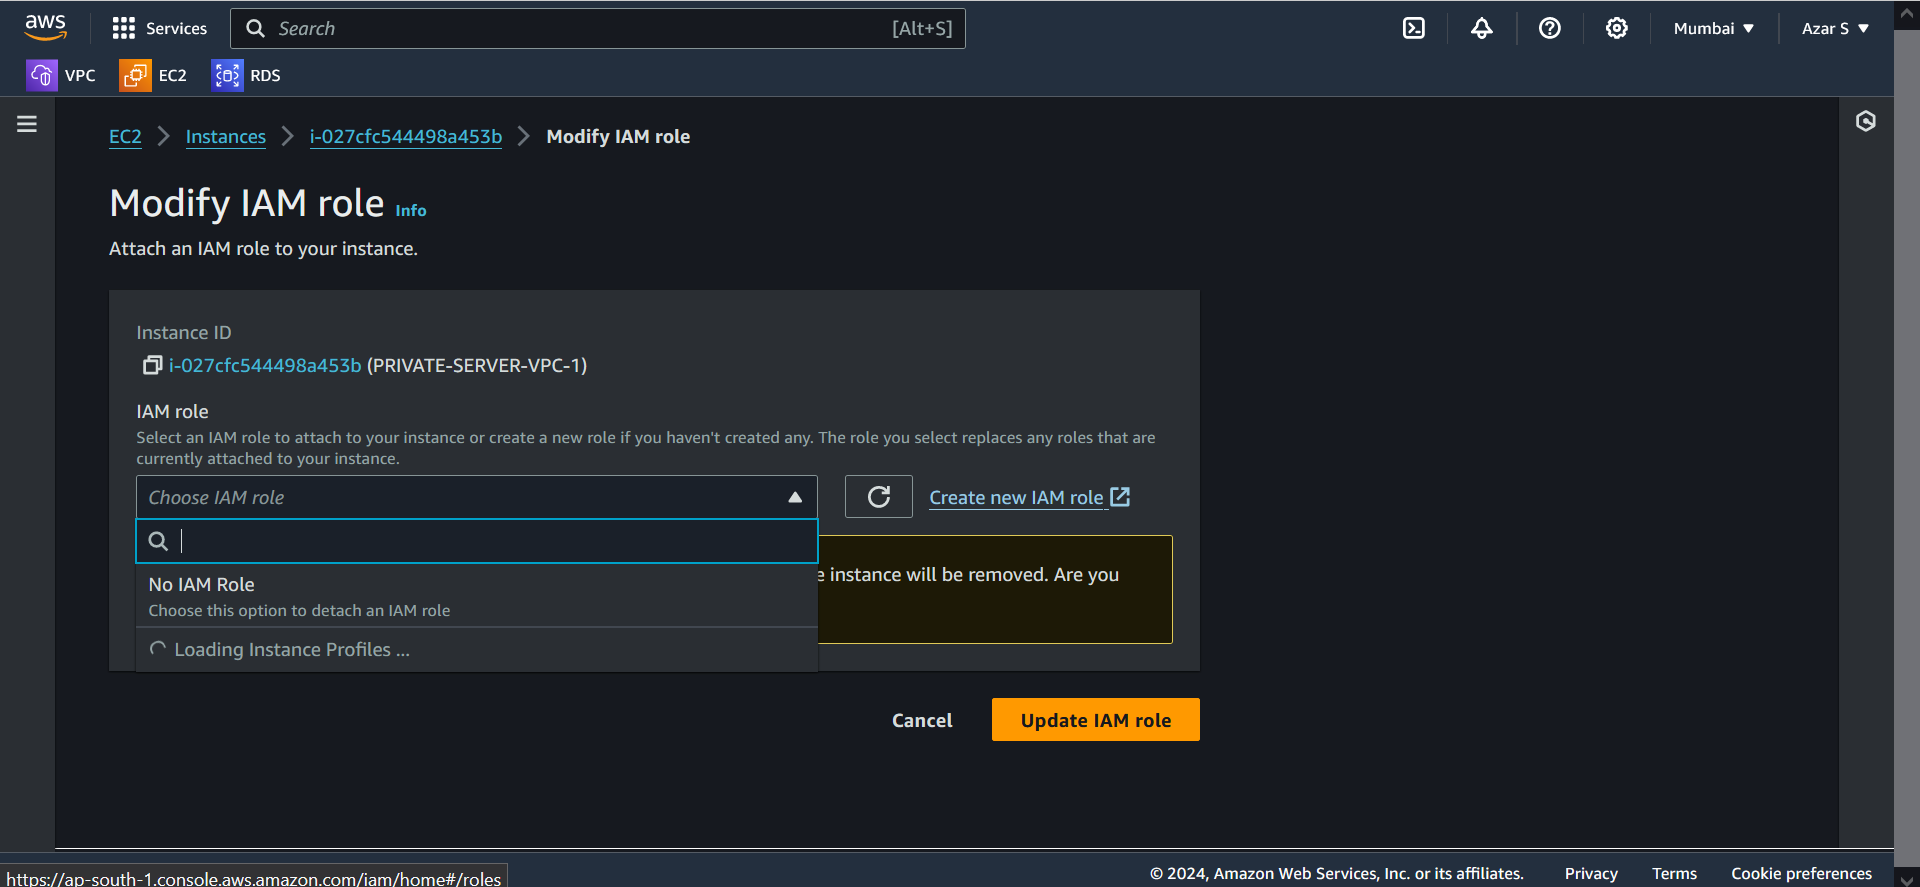 aws
Services
Search [Alt+S]
Mumbai
Azar S
VPC
EC2
RDS
EC2 Instances i-027cfc544498a453b Modify IAM role
Modify IAM role Info
Attach an IAM role to your instance.
Instance ID
i-027cfc544498a453b (PRIVATE-SERVER-VPC-1)
IAM role
Select an IAM role to attach to your instance or create a new role if you haven't created any. The role you select replaces any roles that are
currently attached to your instance.
Choose IAM role
Create new IAM role
No IAM Role
Choose this option to detach an IAM role
e instance will be removed. Are you
Loading Instance Profiles ...
Cancel
Update IAM role
© 2024, Amazon Web Services, Inc. or its affiliates. Privacy Terms Cookie preferences
https://ap-south-1.console.aws.amazon.com/iam/home#/roles